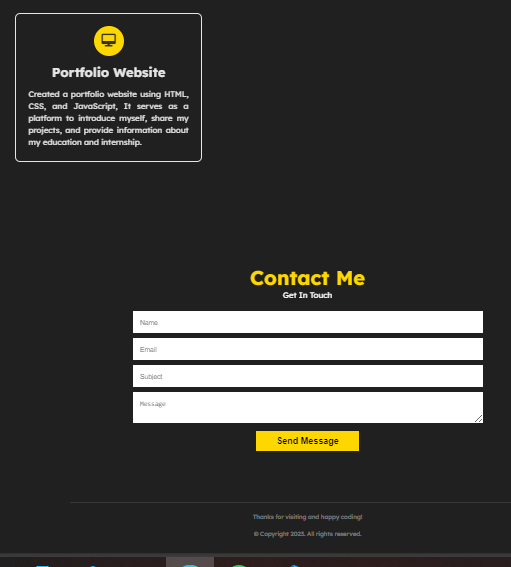 Portfolio Website
Created a portfolio website using HTML,
CSS, and JavaScript, It serves as a
platform to introduce myself, share my
projects, and provide information about
my education and internship.
Contact Me
Get In Touch
Name
Email
Subject
Message
Send Message
Thanks for visiting and happy coding!
© Copyright 2025. All rights reserved.